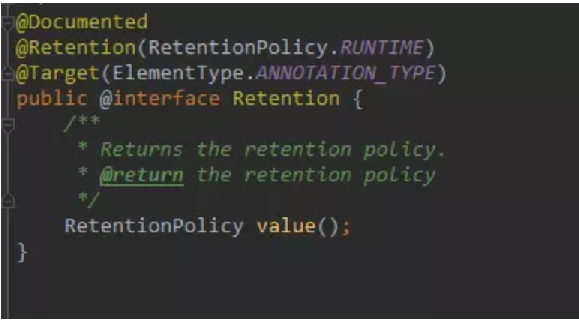 @Documented
@Retention(RetentionPolicy.RUNTIME)
@Target(ElementType.ANNOTATION_TYPE)
public @interface Retention {
/**
* Returns the retention policy.
* @return the retention policy
*/
RetentionPolicy value();
}